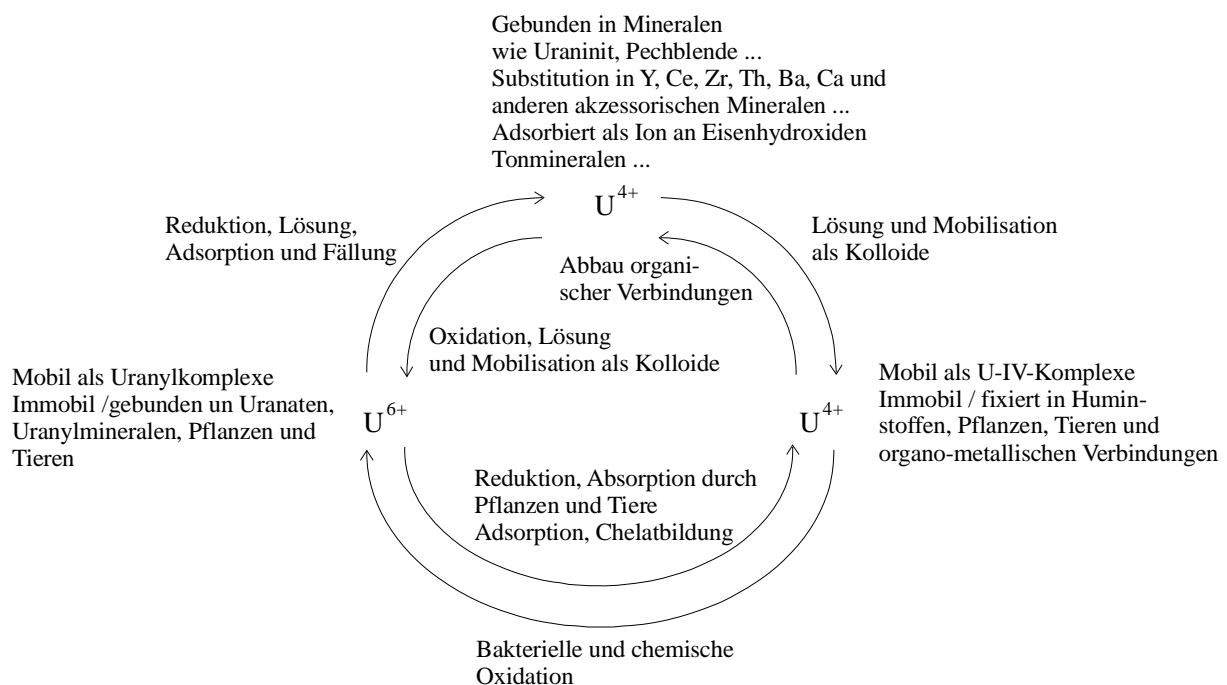 Gebunden in Mineralen
wie Uraninit, Pechblende ...
Substitution in Y, Ce, Zr, Th, Ba, Ca und
anderen akzessorischen Mineralen ...
Adsorbiert als Ion an Eisenhydroxiden
Tonmineralen ...
U4+
Reduktion, Lösung,
Adsorption und Fällung
Lösung und Mobilisation
als Kolloide
Abbau organi-
scher Verbindungen
Oxidation, Lösung
und Mobilisation als Kolloide
Mobil als Uranylkomplexe
Immobil /gebunden un Uranaten,
Uranylmineralen, Pflanzen und
Tieren
U6+
U4+
Mobil als U-IV-Komplexe
Immobil / fixiert in Humin-
stoffen, Pflanzen, Tieren und
organo-metallischen Verbindungen
Reduktion, Absorption durch
Pflanzen und Tiere
Adsorption, Chelatbildung
Bakterielle und chemische
Oxidation